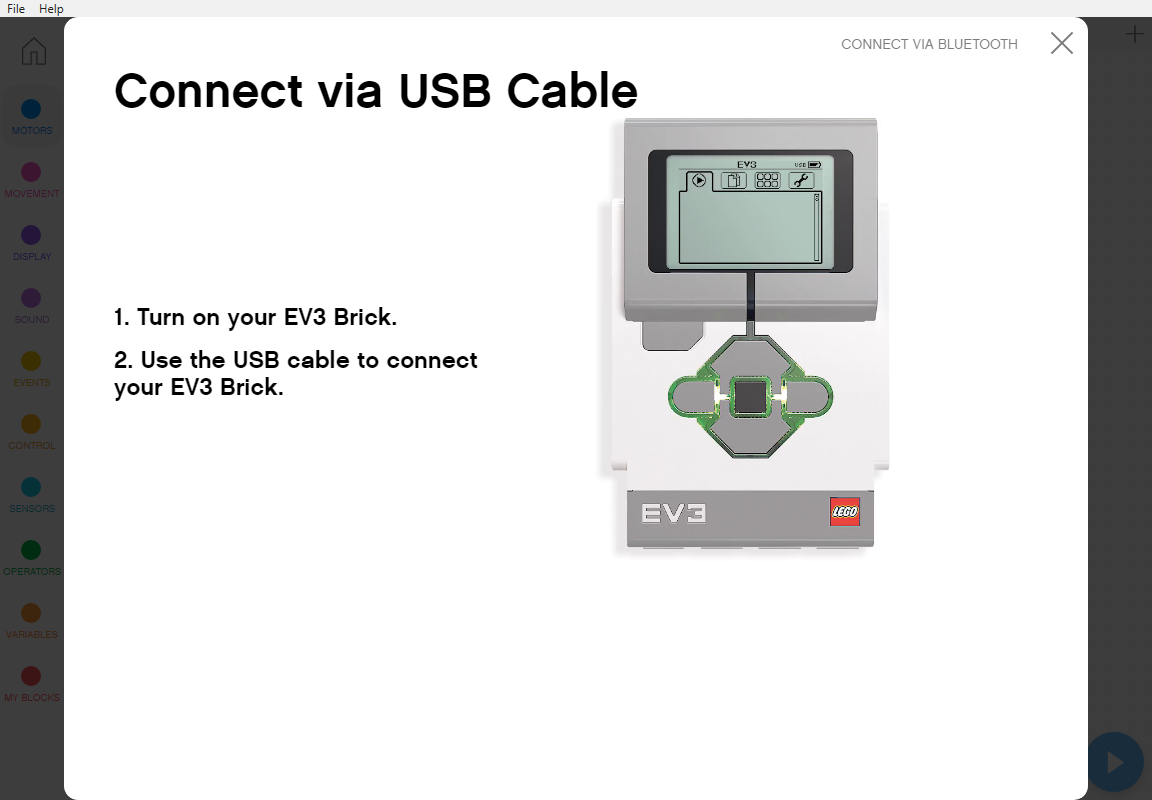 File Help
CONNECT VIA BLUETOOTH
Connect via USB Cable
MOTORS
MOVEMENT
DISPLAY
SOUND
EVENTS
CONTROL
SENSORS
OPERATORS
VARIABLES
MY BLOCKS
1. Turn on your EV3 Brick.
2. Use the USB cable to connect
your EV3 Brick.
EV3 USB
EV3 LEGO